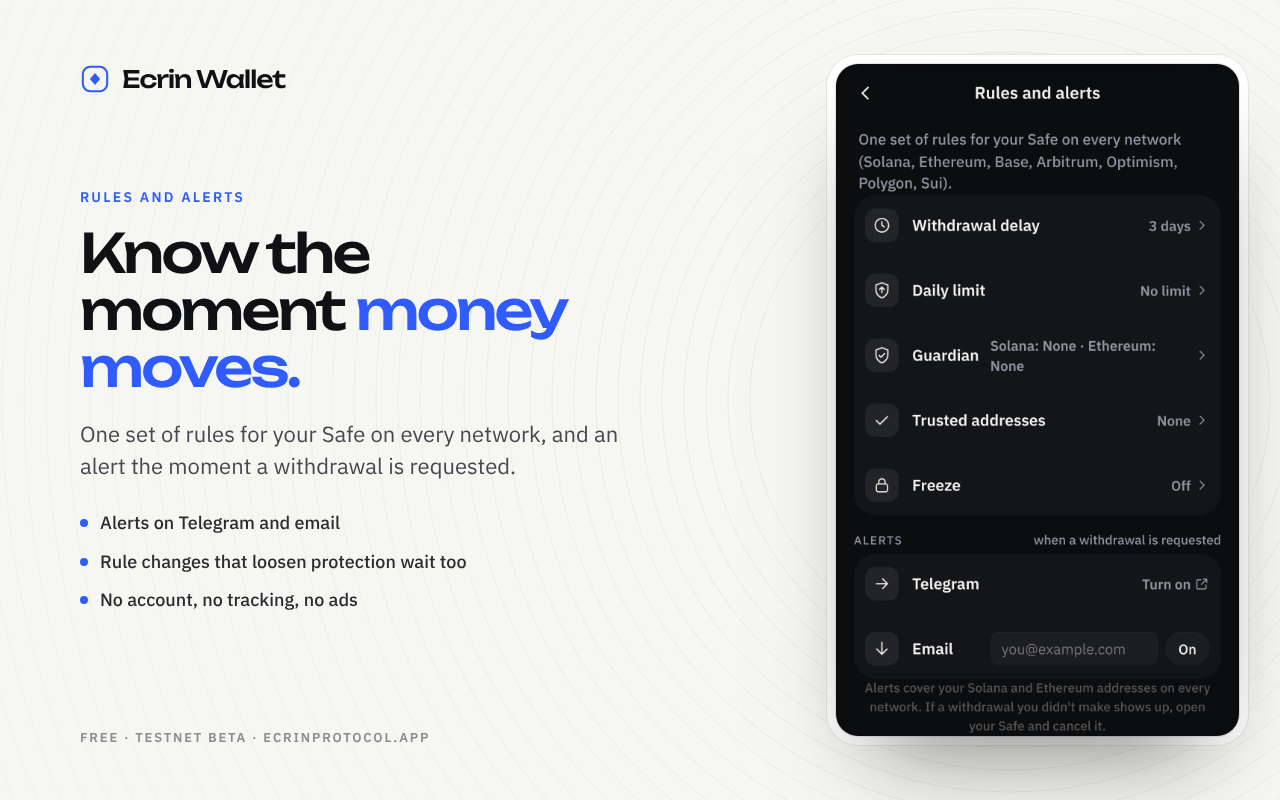 Ecrin Wallet
RULES AND ALERTS
Know the
moment money
moves.
One set of rules for your Safe on every network, and an
alert the moment a withdrawal is requested.
Alerts on Telegram and email
Rule changes that loosen protection wait too
No account, no tracking, no ads
FREE · TESTNET BETA · ECRINPROTOCOL.APP
Rules and alerts
One set of rules for your Safe on every network
(Solana, Ethereum, Base, Arbitrum, Optimism,
Polygon, Sui).
Withdrawal delay 3 days
Daily limit No limit
Guardian Solana: None · Ethereum:
None
Trusted addresses None
Freeze Off
ALERTS when a withdrawal is requested
Telegram Turn on
Email you@example.com On
Alerts cover your Solana and Ethereum addresses on every
network. If a withdrawal you didn't make shows up, open
your Safe and cancel it.